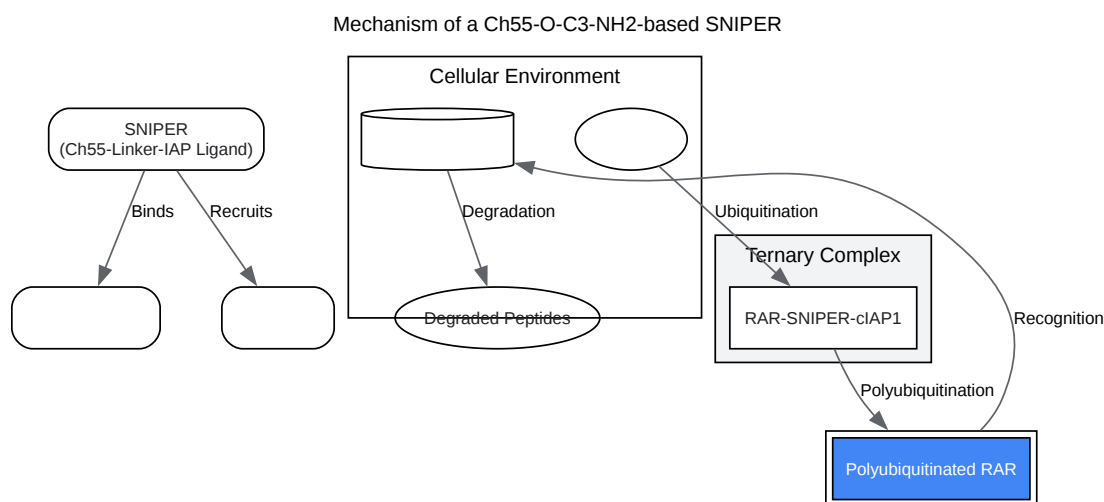 Mechanism of a Ch55-O-C3-NH2-based SNIPER
Cellular Environment
SNIPER
(Ch55-Linker-IAP Ligand)
Binds
Recruits
Degradation
Ubiquitination
Ternary Complex
Degraded Peptides
RAR-SNIPER-cIAP1
Recognition
Polyubiquitination
Polyubiquitinated RAR